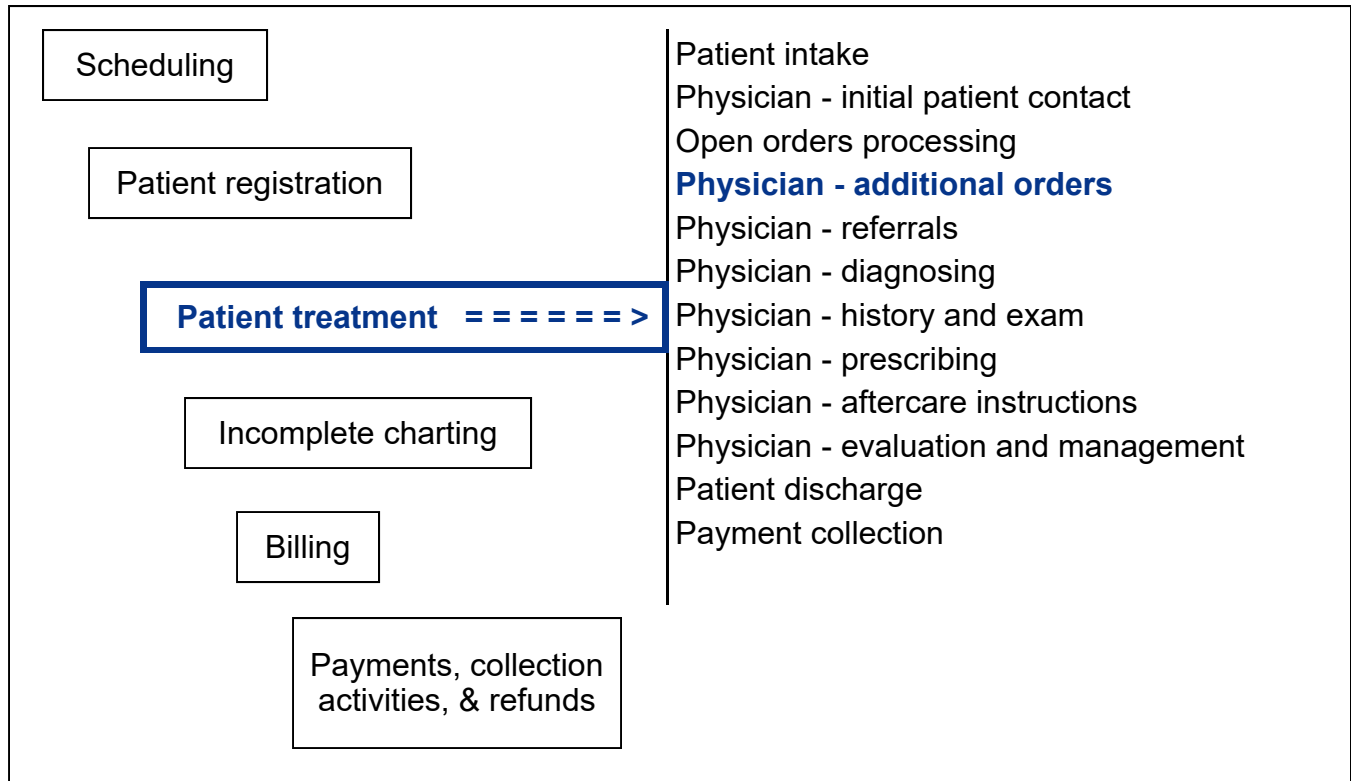 Scheduling
Patient registration
Patient treatment = = = = = = >
Incomplete charting
Billing
Payments, collection
activities, & refunds
Patient intake
Physician - initial patient contact
Open orders processing
Physician - additional orders
Physician - referrals
Physician - diagnosing
Physician - history and exam
Physician - prescribing
Physician - aftercare instructions
Physician - evaluation and management
Patient discharge
Payment collection